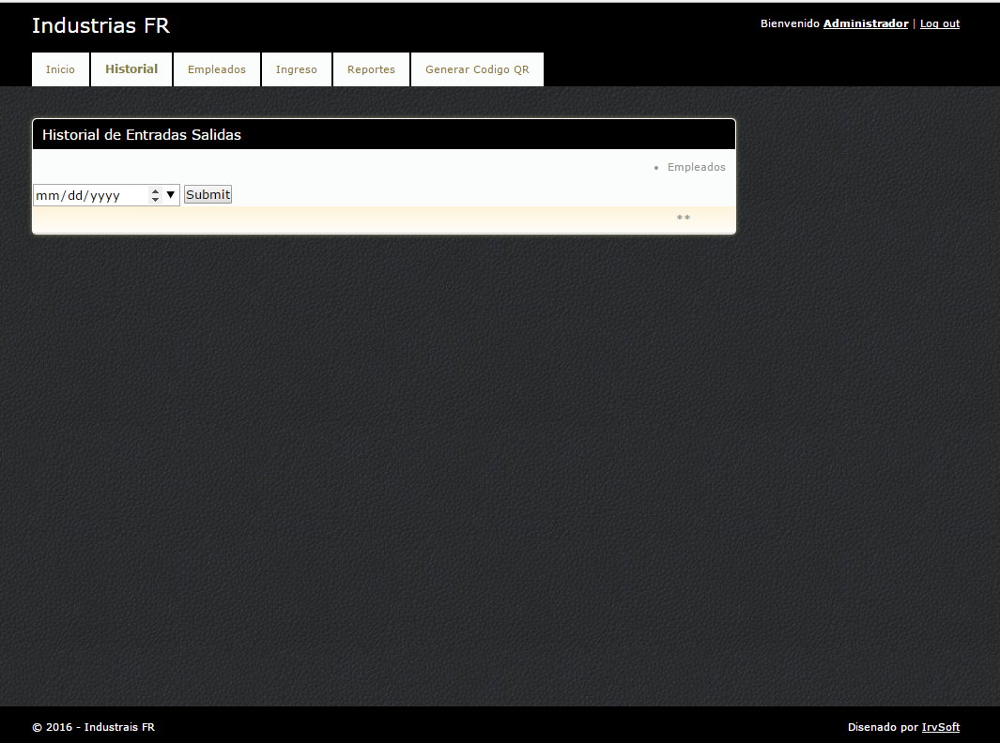 Industrias FR
Bienvenido Administrador | Log out
Inicio Historial Empleados Ingreso Reportes Generar Codigo QR
Historial de Entradas Salidas
• Empleados
mm/dd/yyyy Submit
**
© 2016 - Industrais FR
Disenado por IrvSoft